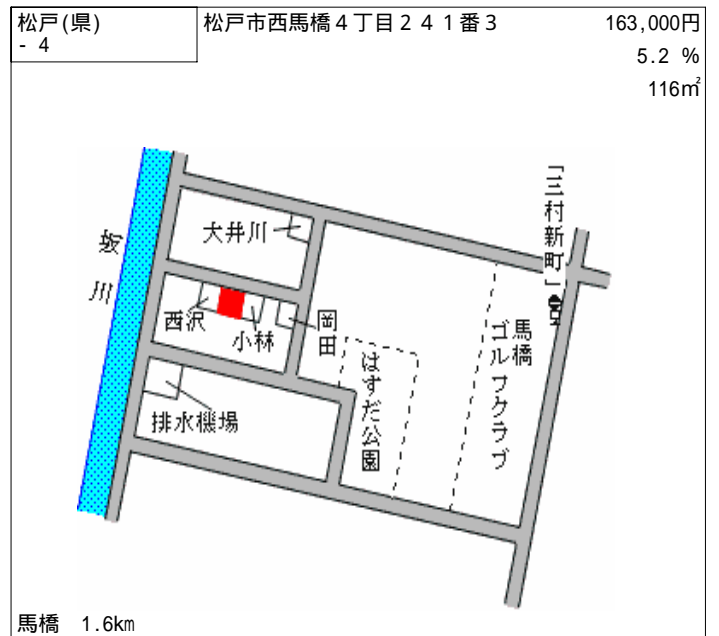 松戸(県)
- 4
松戸市西馬橋４丁目２４１番３
163,000円
5.2 %
116㎡
「三村新町」
坂川
犬井川
西沢
小林
岡田
馬橋
ゴルフクラブ
はすだ公園
排水機場
馬橋 1.6㎞